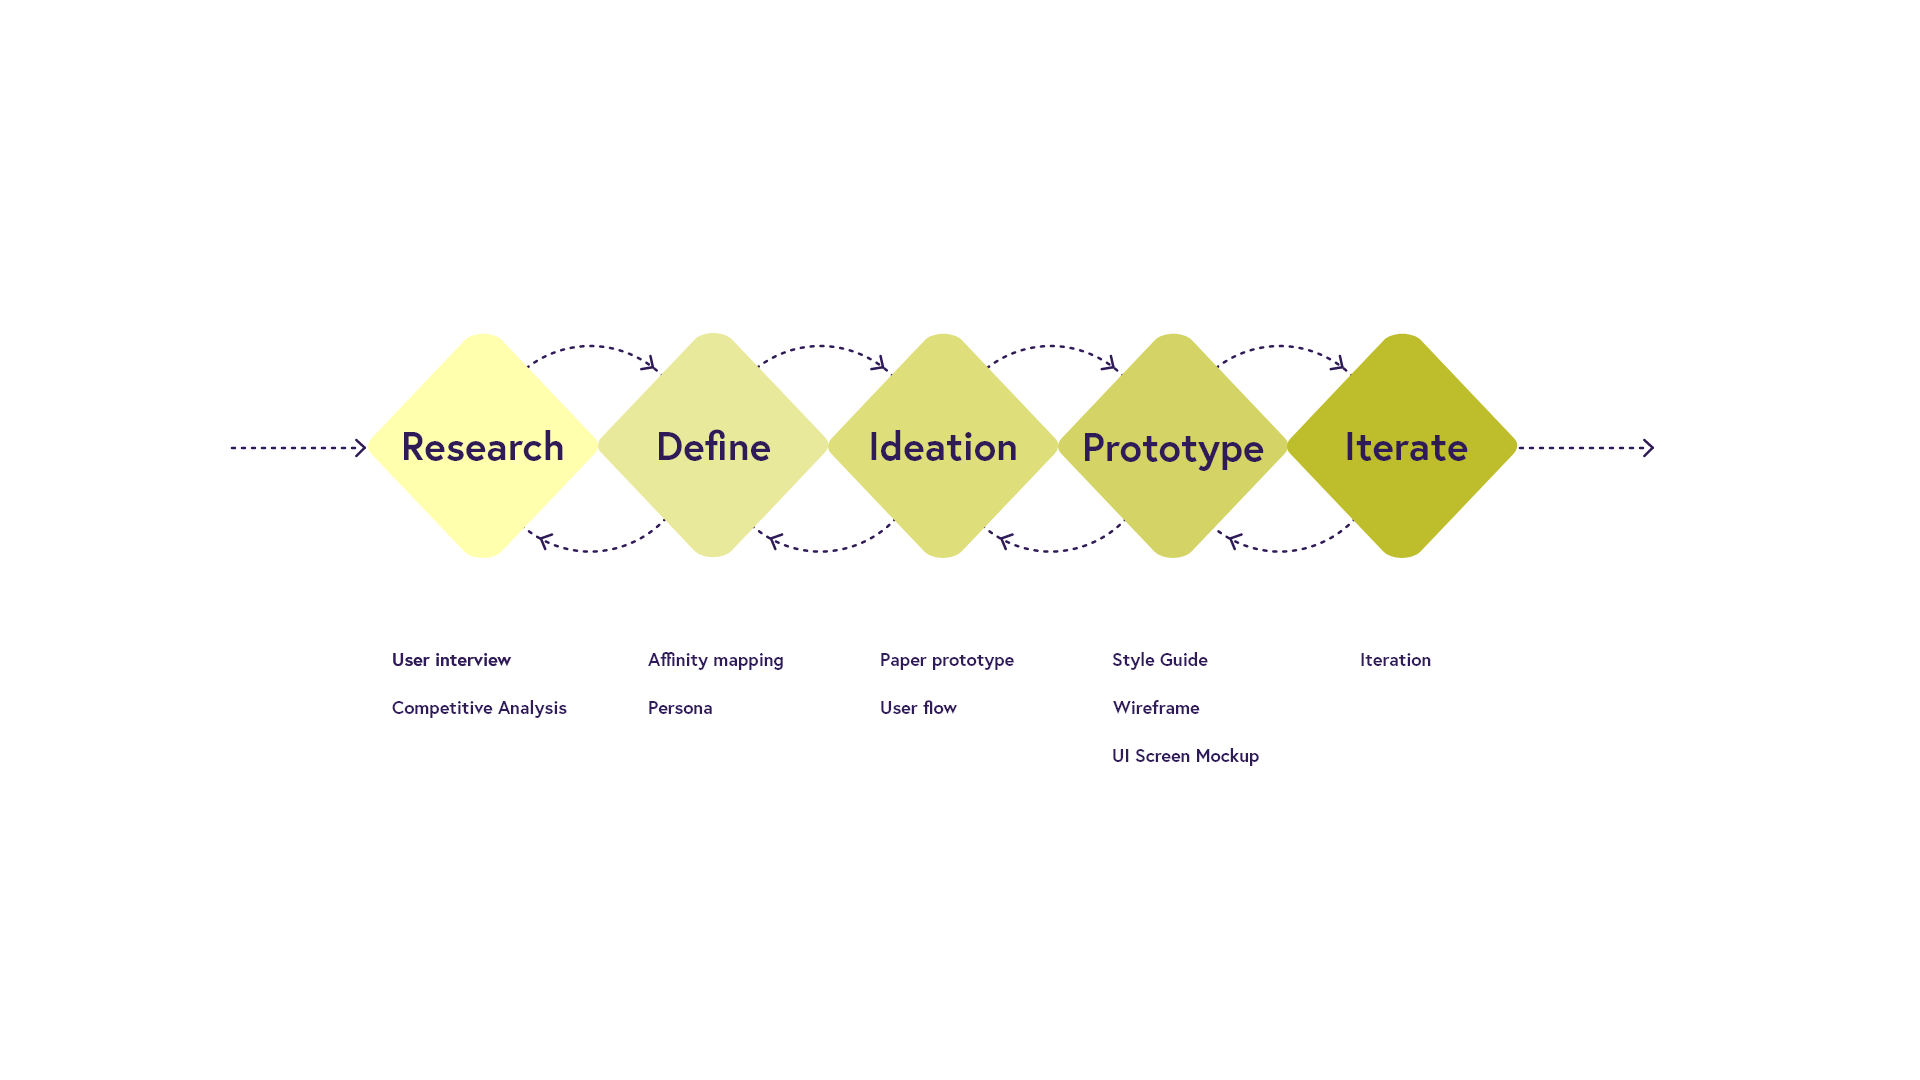 Research
Define
Ideation
Prototype
Iterate
User interview
Competitive Analysis
Affinity mapping
Persona
Paper prototype
User flow
Style Guide
Wireframe
UI Screen Mockup
Iteration